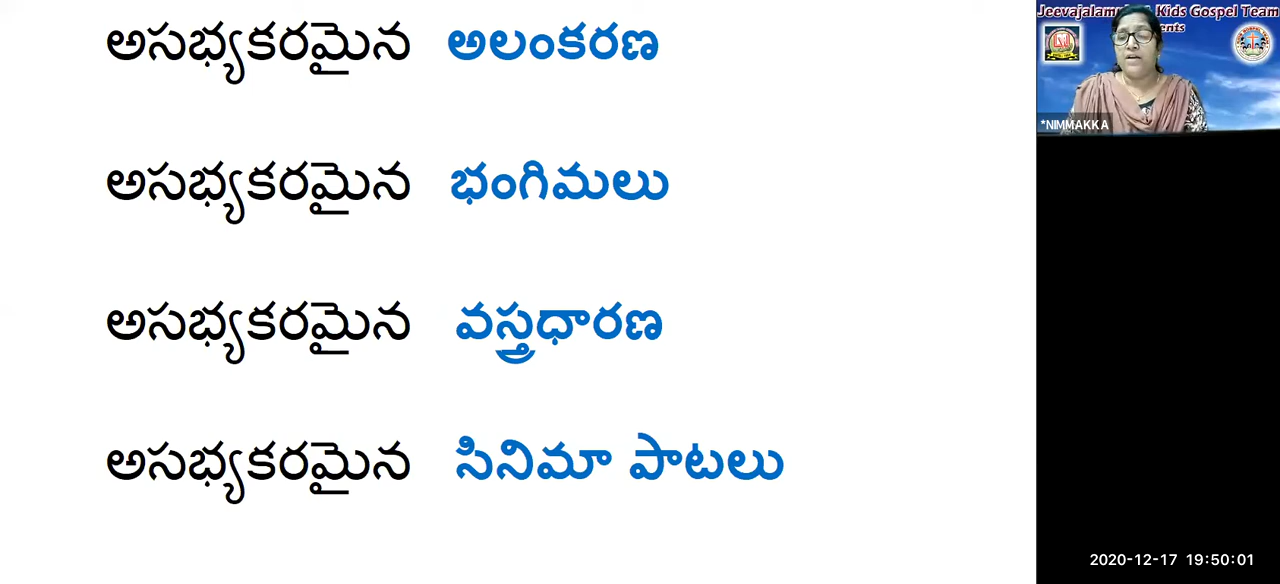 అసభ్యకరమైన అలంకరణ
అసభ్యకరమైన భంగిమలు
అసభ్యకరమైన వస్త్రధారణ
అసభ్యకరమైన సినిమా పాటలు
Kids Gospel Team
*NIMMAKKA
2020-12-17 19:50:01